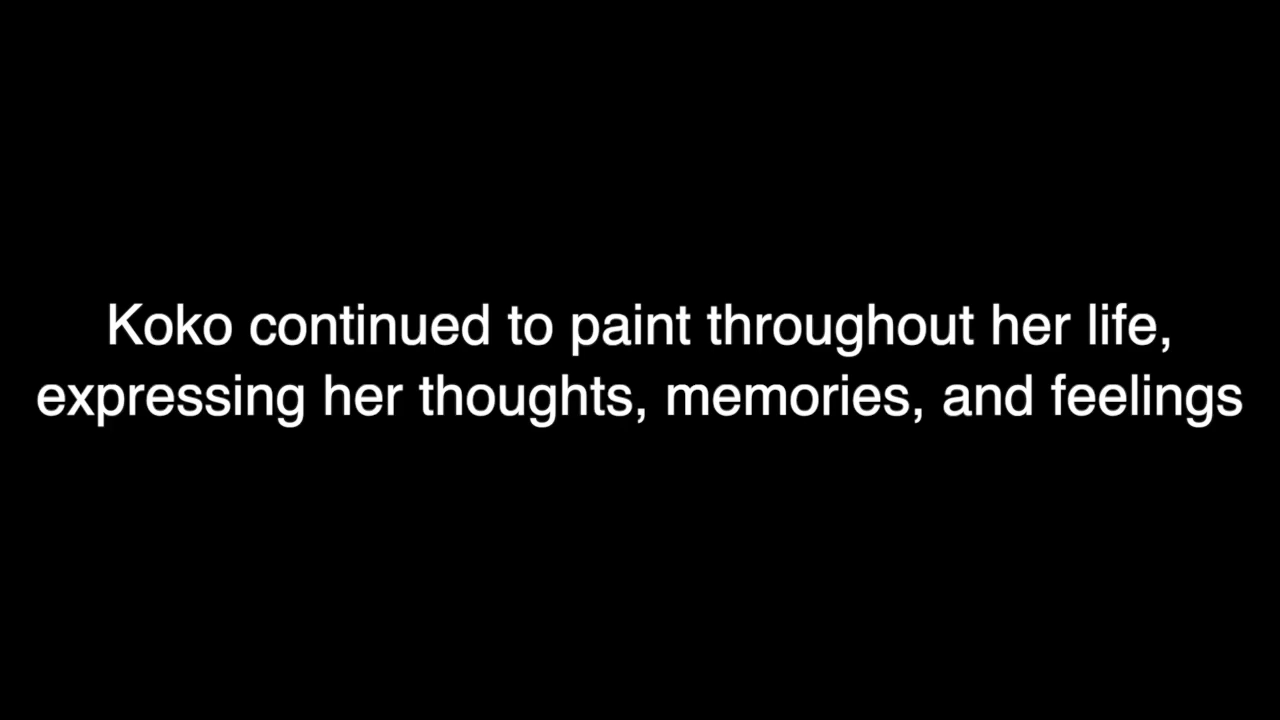 Koko continued to paint throughout her life,
expressing her thoughts, memories, and feelings